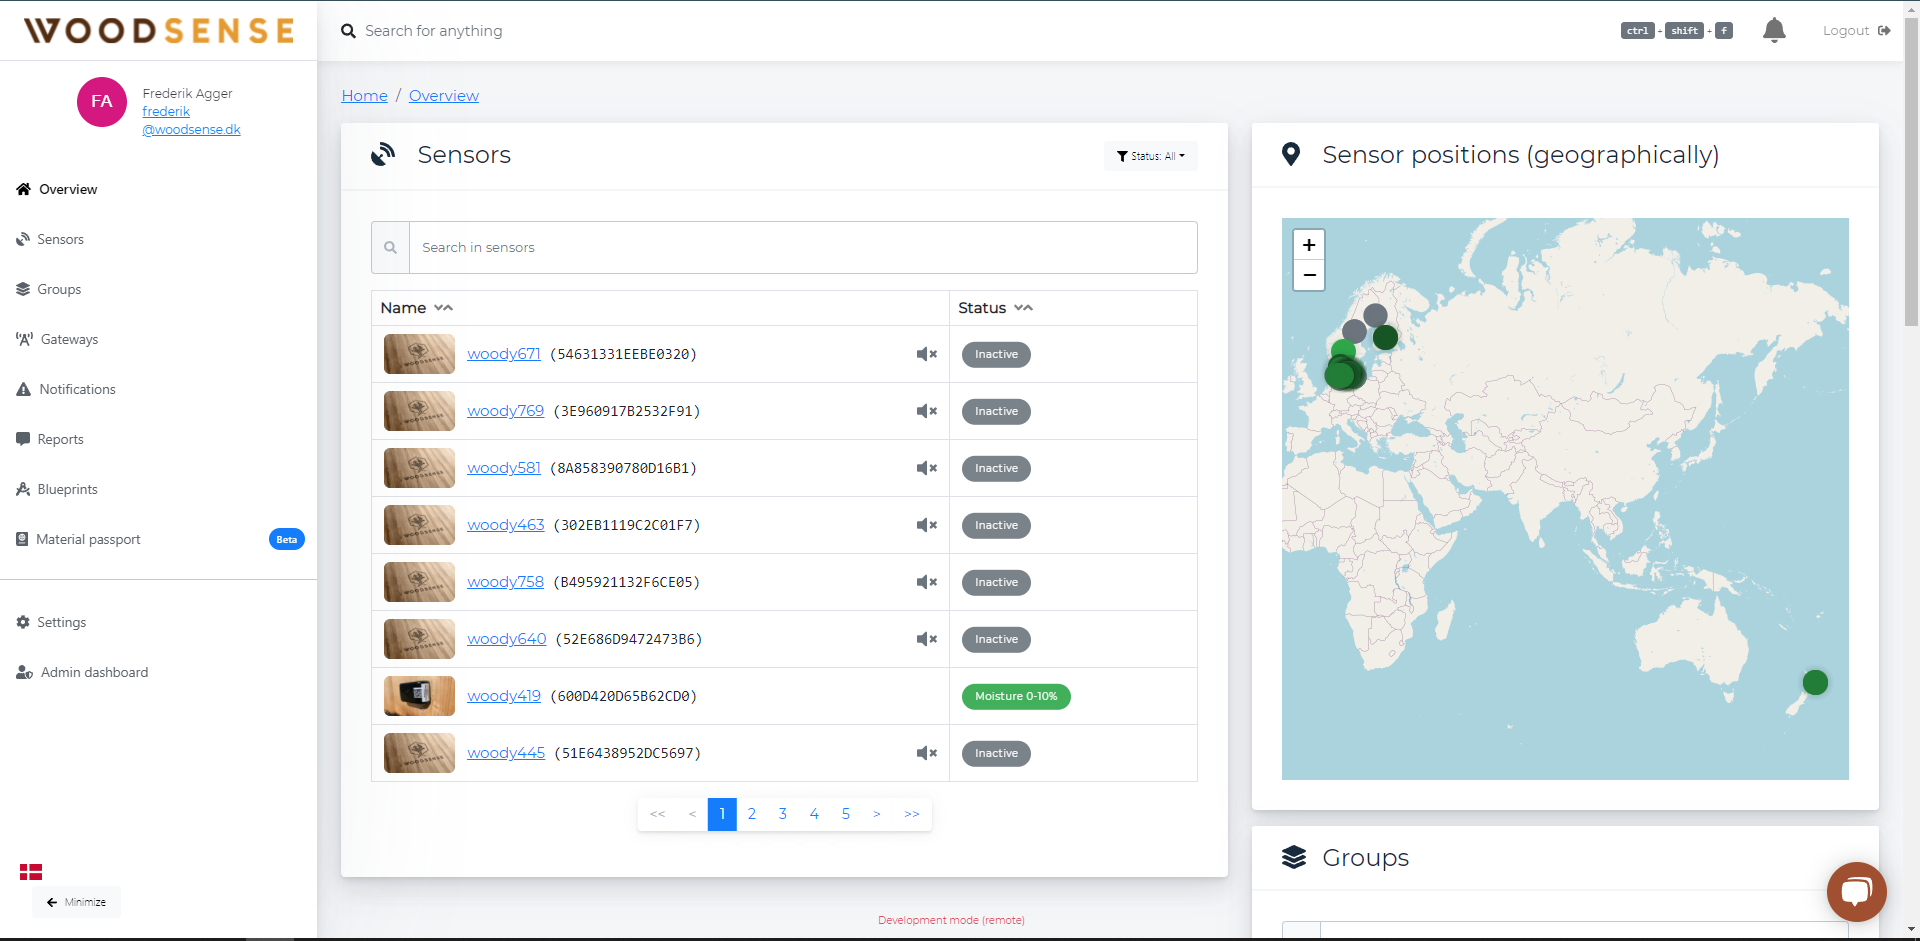 WOODSENSE
Search for anything
ctrl + shift + f
Logout
FA
Frederik Agger
frederik
@woodsense.dk
Overview
Sensors
Groups
Gateways
Notifications
Reports
Blueprints
Material passport
Beta
Settings
Admin dashboard
Minimize
Home / Overview
Sensors
Status: All
Search in sensors
Name
Status
woody671 (54631331EEBE0320)
Inactive
woody769 (3E960917B2532F91)
Inactive
woody581 (8A858390780D16B1)
Inactive
woody463 (302EB1119C2C01F7)
Inactive
woody758 (B495921132F6CE05)
Inactive
woody640 (52E686D9472473B6)
Inactive
woody419 (600D420D65B62CD0)
Moisture 0-10%
woody445 (51E6438952DC5697)
Inactive
<< < 1 2 3 4 5 > >>
Development mode (remote)
Sensor positions (geographically)
+
−
Groups